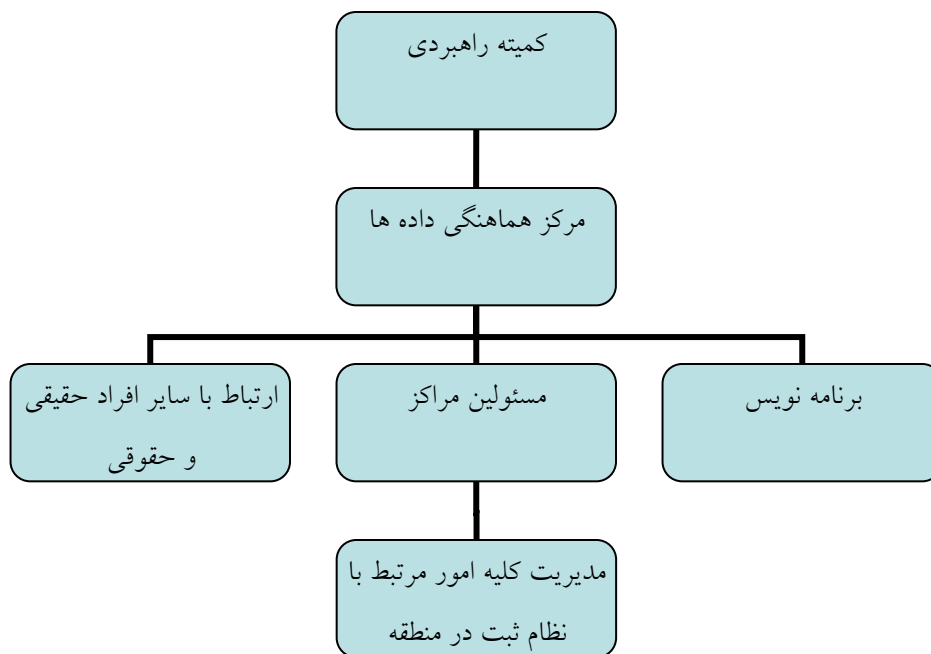 کمیته راهبردی
مرکز هماهنگی داده ها
برنامه نویس
مسئولین مراکز
ارتباط با سایر افراد حقیقی
و حقوقی
مدیریت کلیه امور مرتبط با
نظام ثبت در منطقه